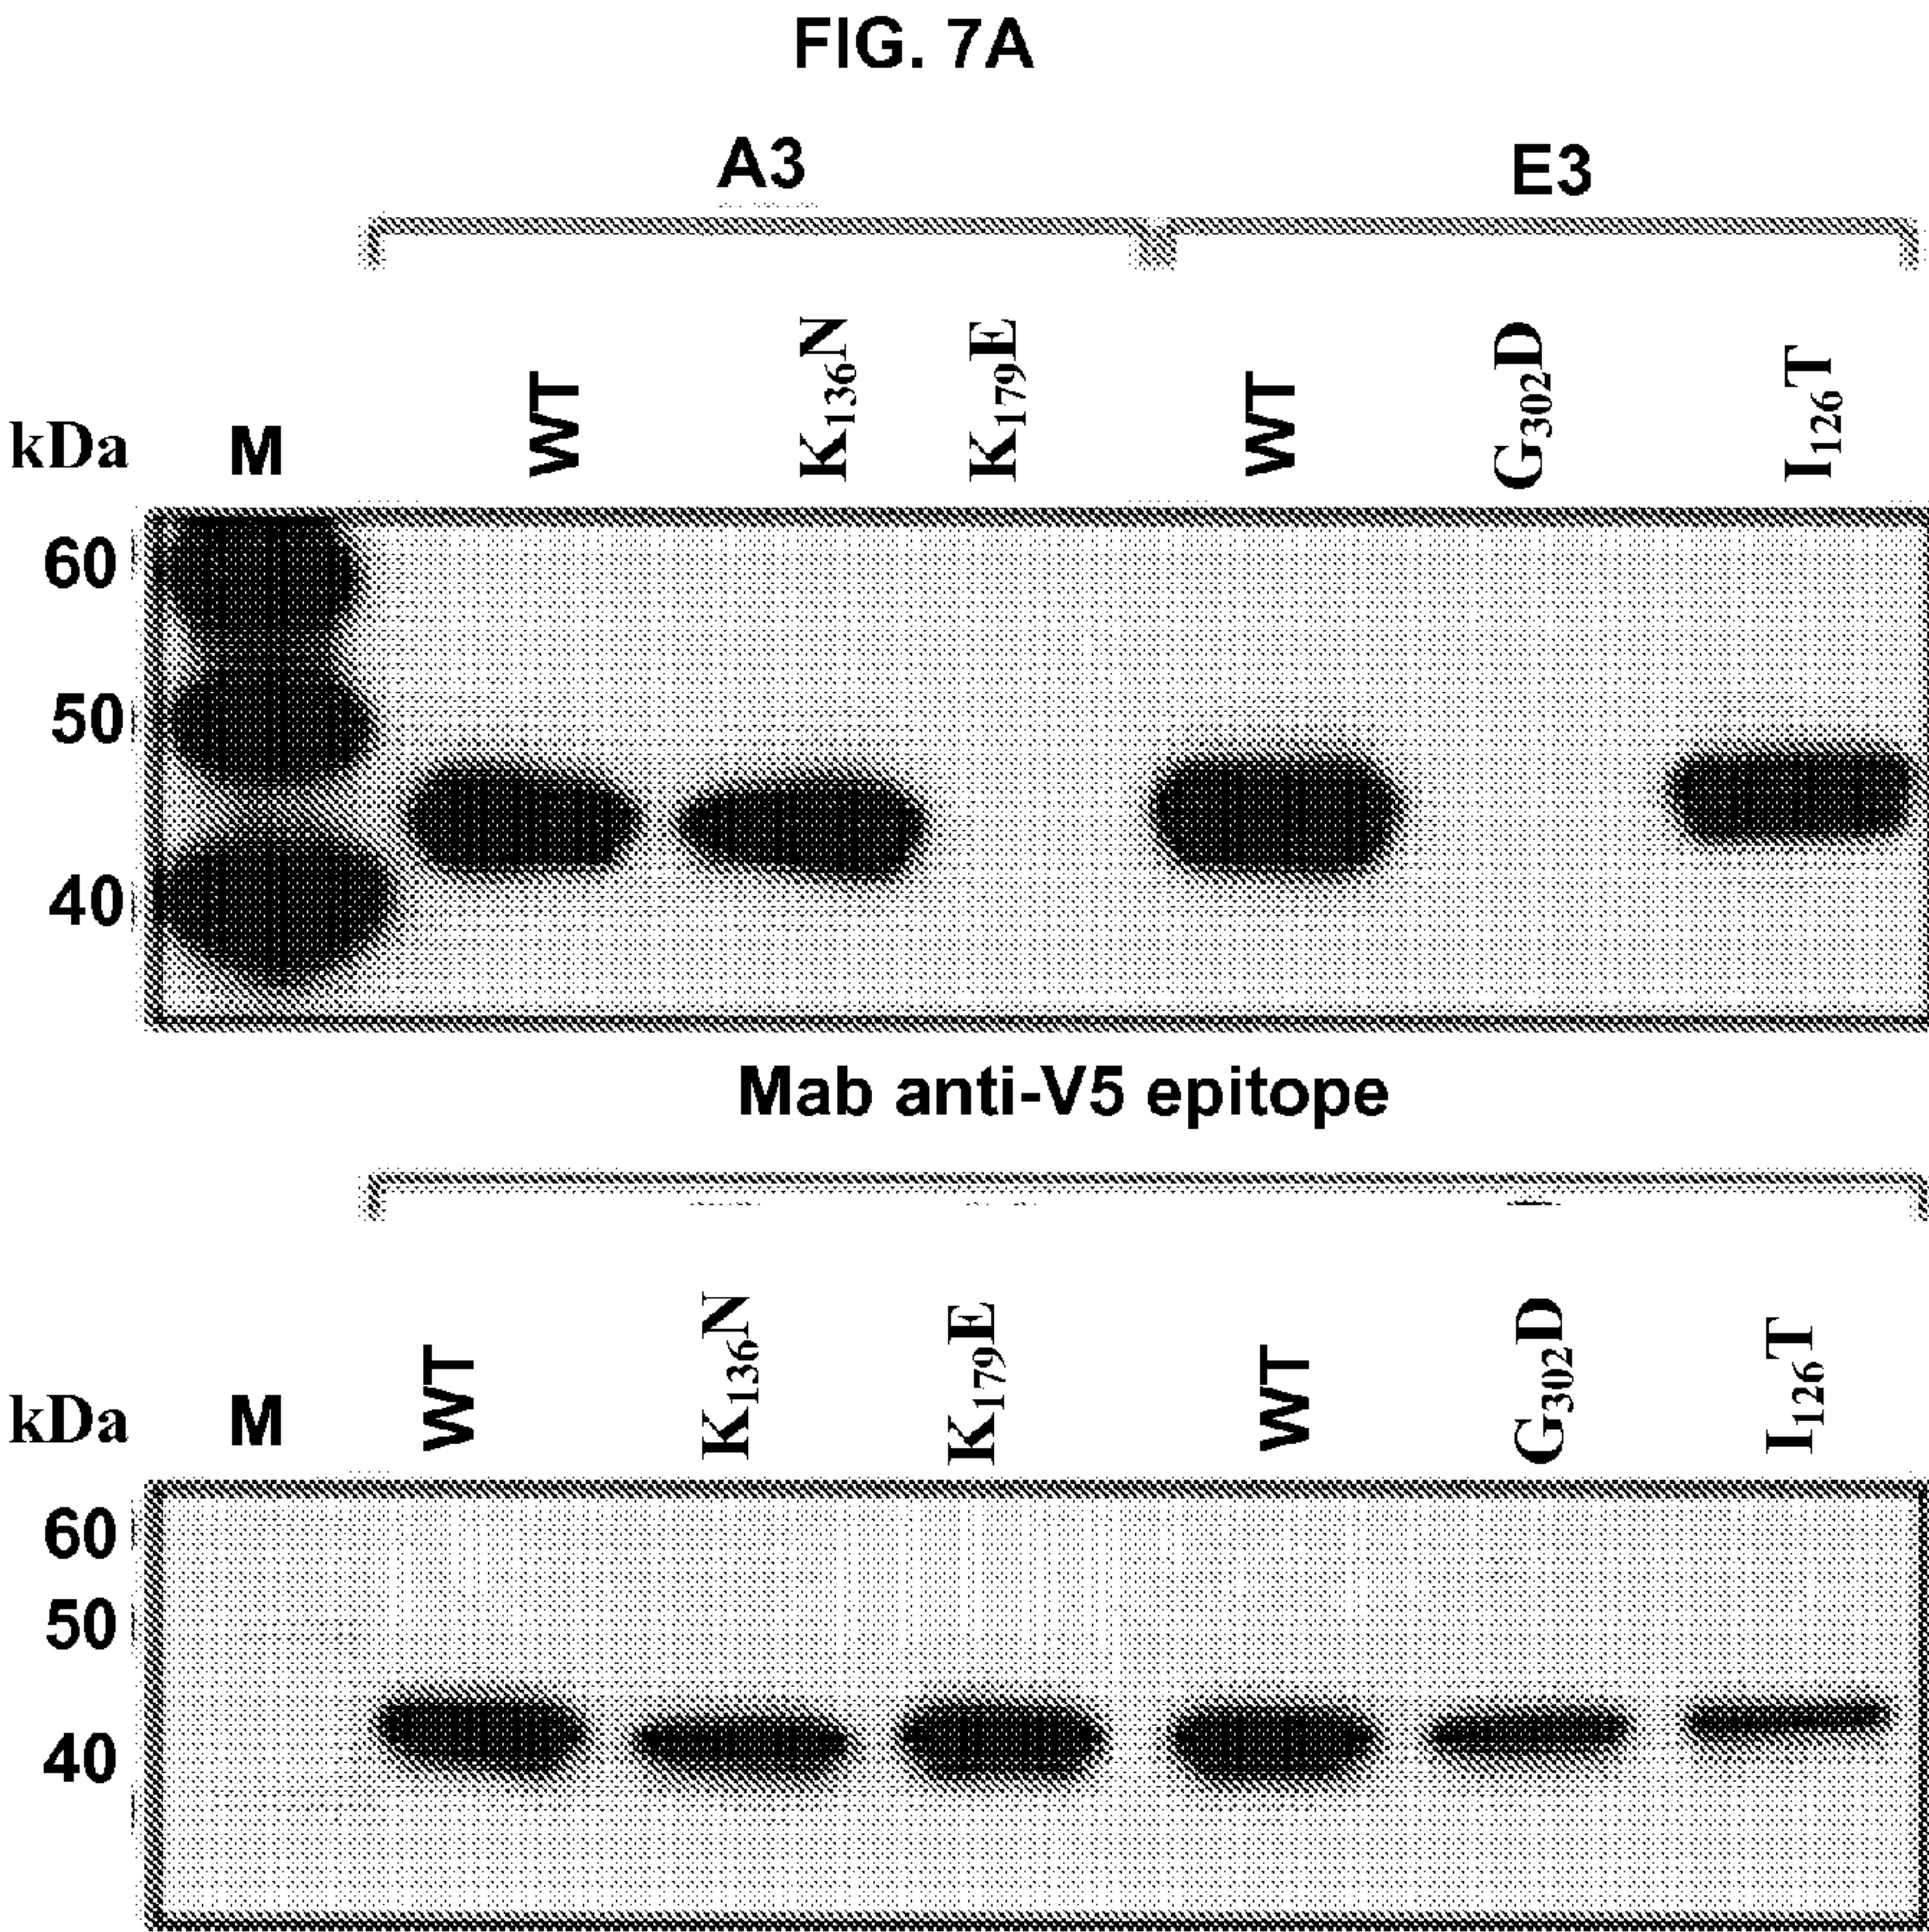 FIG. 7A
A3 E3
kDa M WT K136N K179E WT G302D I126T
60
50
40
Mab anti-V5 epitope
kDa M WT K136N K179E WT G302D I126T
60
50
40